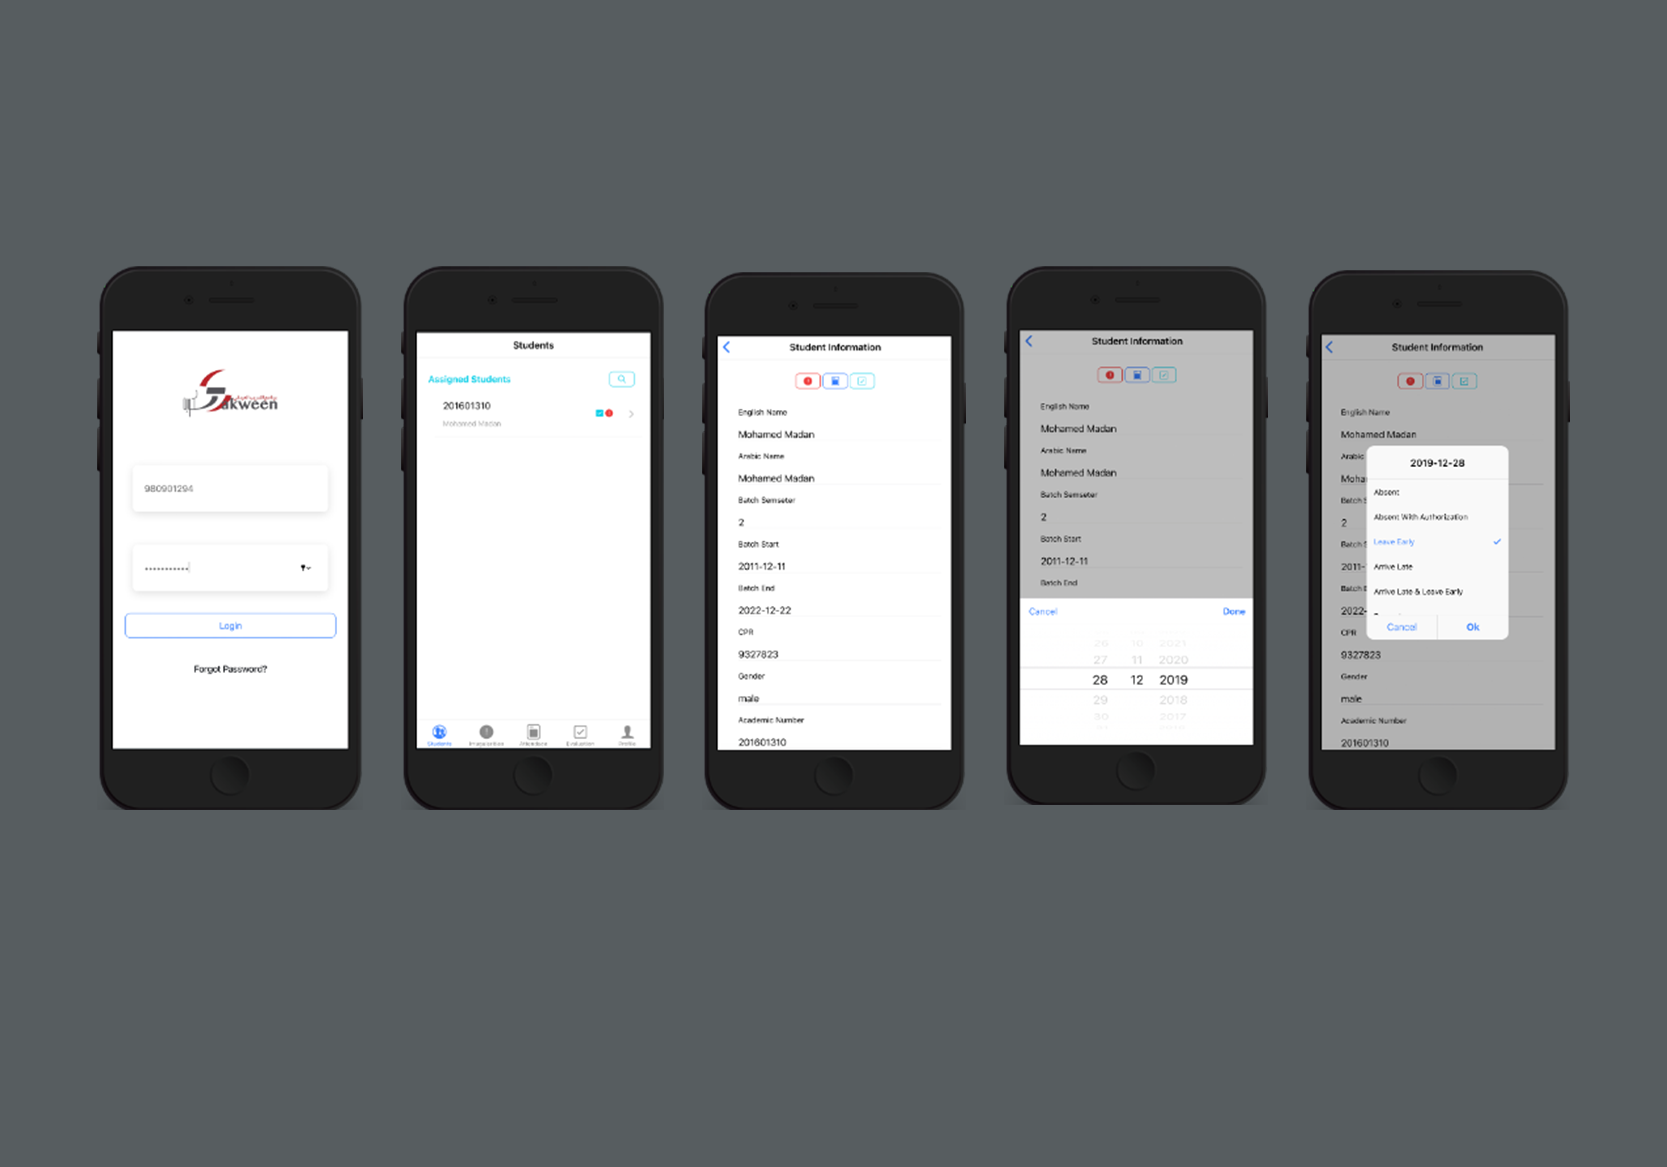 Takween
980901294
Login
Forgot Password?
Students
Assigned Students
201601310
Mohamed Madan
Students
Evaluation
Profile
Student Information
English Name
Mohamed Madan
Arabic Name
Mohamed Madan
Batch Semseter
2
Batch Start
2011-12-11
Batch End
2022-12-22
CPR
9327823
Gender
male
Academic Number
201601310
Student Information
English Name
Mohamed Madan
Arabic Name
Mohamed Madan
Batch Semseter
2
Batch Start
2011-12-11
Batch End
Cancel
Done
26 10 2021
27 11 2020
28 12 2019
29 2018
30 2017
Student Information
English Name
Mohamed Madan
Arabic
Moha
Batch S
2
Batch S
2011-
Batch E
2022-
CPR
9327823
Gender
male
Academic Number
201601310
2019-12-28
Absent
Absent With Authorization
Leave Early
Arrive Late
Arrive Late & Leave Early
Cancel
Ok